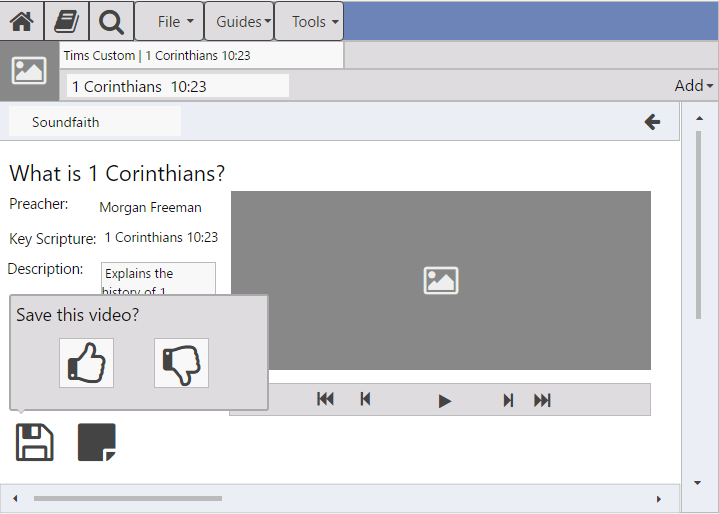 File Guides Tools
Tims Custom | 1 Corinthians 10:23
1 Corinthians 10:23
Add
Soundfaith
What is 1 Corinthians?
Preacher: Morgan Freeman
Key Scripture: 1 Corinthians 10:23
Description: Explains the
history of 1
Save this video?